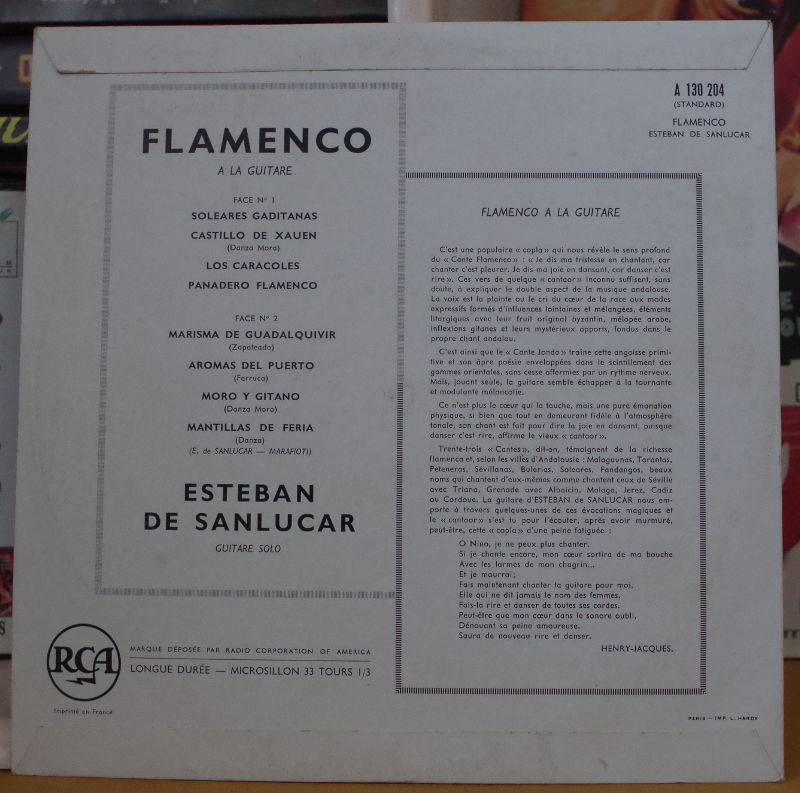 A 130 204
(STANDARD)
FLAMENCO
ESTEBAN DE SANLUCAR
FLAMENCO
A LA GUITARE
FACE N° 1
SOLEARES GADITANAS
CASTILLO DE XAUEN
(Danza Mora)
LOS CARACOLES
PANADERO FLAMENCO
FACE N° 2
MARISMA DE GUADALQUIVIR
(Zapateado)
AROMAS DEL PUERTO
(Farruca)
MORO Y GITANO
(Danza Mora)
MANTILLAS DE FERIA
(Danza)
(E. de SANLUCAR — MARAFIOTI)
ESTEBAN
DE SANLUCAR
GUITARE SOLO
FLAMENCO A LA GUITARE
C'est une populaire « copla » qui nous révèle le sens profond
du « Cante Flamenco » : « Je dis ma tristesse en chantant, car
chanter c'est pleurer. Je dis ma joie en dansant, car danser c'est
rire ». Ces vers de quelque « cantaor » inconnu suffisent, sans
doute, à expliquer le double aspect de la musique andalouse.
La voix est la plainte ou le cri du cœur de la race aux modes
expressifs formés d'influences lointaines et mélangées, éléments
liturgiques avec leur fruit original byzantin, mélopée arabe,
inflexions gitanes et leurs mystérieux apports, fondus dans le
propre chant andalou.
C'est ainsi que le « Cante Jondo » traîne cette angoisse primi-
tive et son âpre poésie enveloppées dans le scintillement des
gammes orientales, sans cesse affermies par un rythme nerveux.
Mais, jouant seule, la guitare semble échapper à la tournante
et modulante mélancolie.
Ce n'est plus le cœur qui la touche, mais une pure émanation
physique, si bien que tout en demeurant fidèle à l'atmosphère
tonale, son chant est fait pour dire la joie en dansant, puisque
danser c'est rire, affirme le vieux « cantaor ».
Trente-trois « Cantes », dit-on, témoignent de la richesse
flamenca et, selon les villes d'Andalousie : Malaguenas, Tarantas,
Peteneras, Sévillanas, Bulerias, Soleares, Fandangos, beaux
noms qui chantent d'eux-mêmes comme chantent ceux de Séville
avec Triana, Grenade avec Albaicin, Malaga, Jerez, Cadiz
ou Cordoue. La guitare d'ESTEBAN DE SANLUCAR nous em-
porte à travers quelques-unes de ces évocations magiques et
le « cantaor » s'est tu pour l'écouter, après avoir murmuré,
peut-être, cette « copla » d'une peine fatiguée :
O Nino, je ne peux plus chanter.
Si je chante encore, mon cœur sortira de ma bouche
Avec les larmes de mon chagrin...
Et je mourrai ;
Fais maintenant chanter ta guitare pour moi,
Elle qui ne dit jamais le nom des femmes.
Fais-la rire et danser de toutes ses cordes.
Peut-être que mon cœur dans le sonore oubli,
Dénouant sa peine amoureuse.
Saura de nouveau rire et danser.
HENRY-JACQUES.
RCA
MARQUE DÉPOSÉE PAR RADIO CORPORATION OF AMERICA
LONGUE DURÉE — MICROSILLON 33 TOURS 1/3
Imprimé en France
PARIS — IMP. L. HARDY